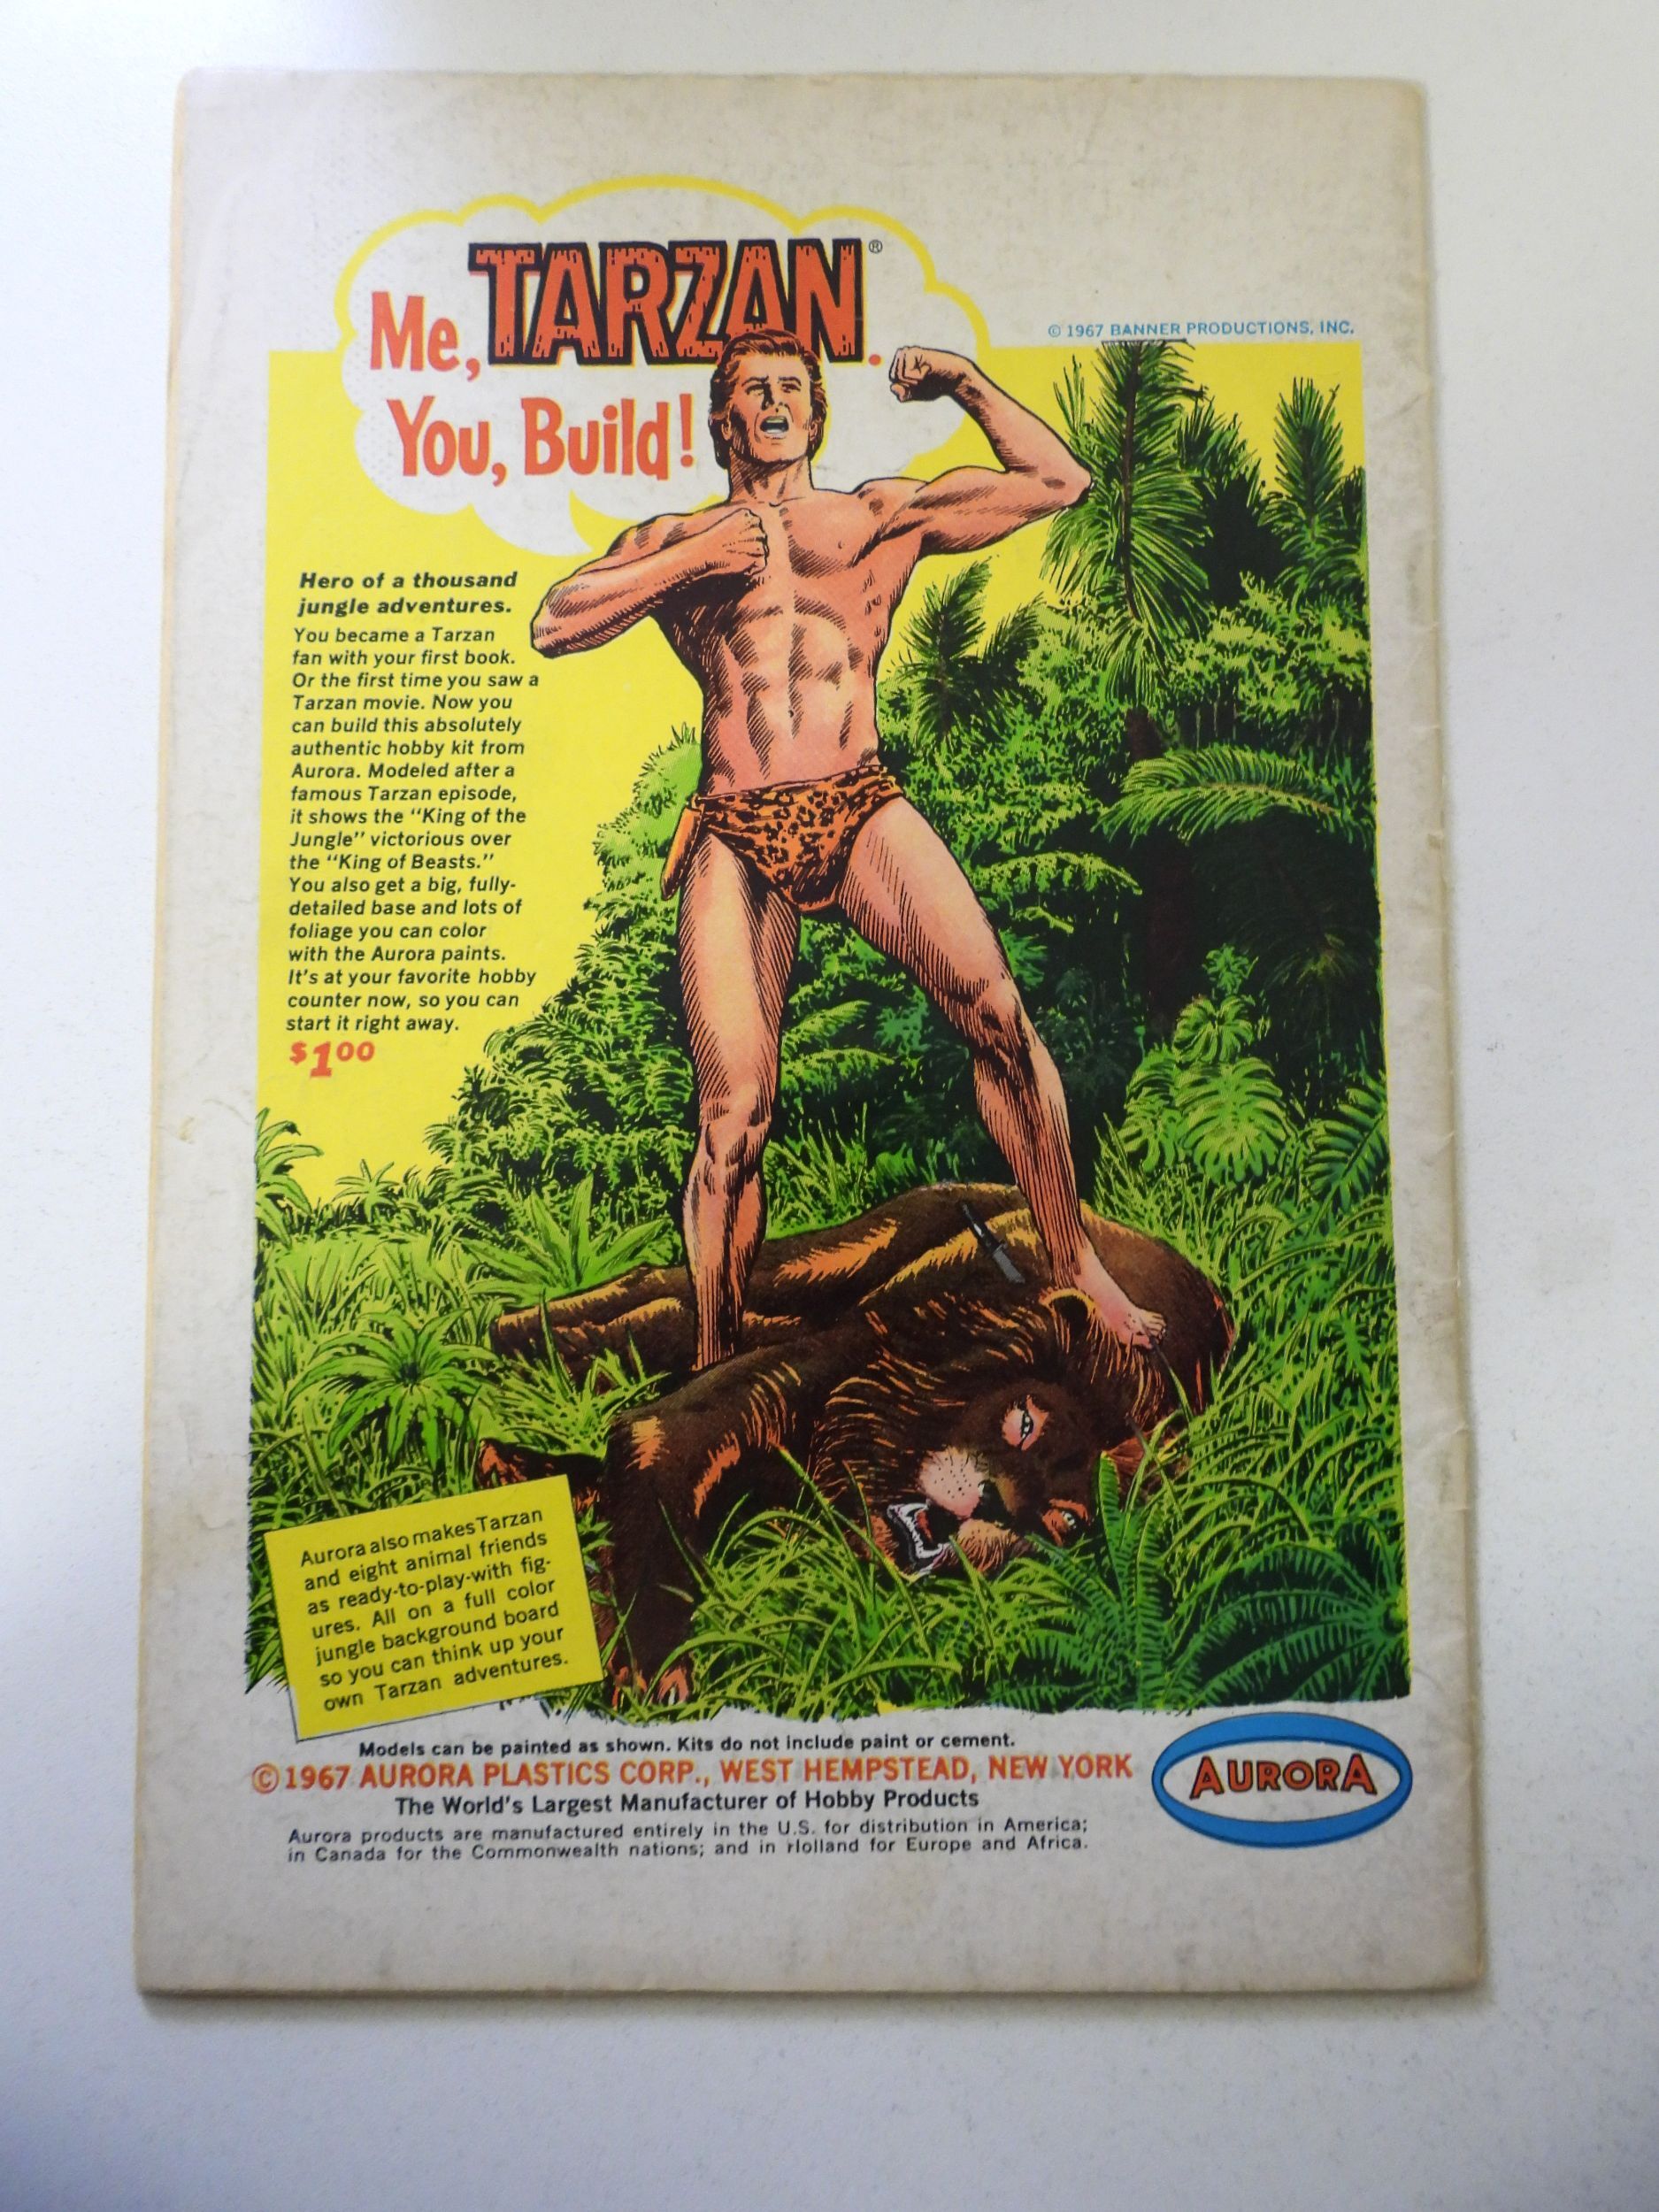 Me, TARZAN®.
You, Build!
© 1967 BANNER PRODUCTIONS, INC.
Hero of a thousand
jungle adventures.
You became a Tarzan
fan with your first book.
Or the first time you saw a
Tarzan movie. Now you
can build this absolutely
authentic hobby kit from
Aurora. Modeled after a
famous Tarzan episode,
it shows the "King of the
Jungle" victorious over
the "King of Beasts."
You also get a big, fully-
detailed base and lots of
foliage you can color
with the Aurora paints.
It's at your favorite hobby
counter now, so you can
start it right away.
$1.00
Aurora also makes Tarzan
and eight animal friends
as ready-to-play-with fig-
ures. All on a full color
jungle background board
so you can think up your
own Tarzan adventures.
Models can be painted as shown. Kits do not include paint or cement.
© 1967 AURORA PLASTICS CORP., WEST HEMPSTEAD, NEW YORK
The World's Largest Manufacturer of Hobby Products
Aurora products are manufactured entirely in the U.S. for distribution in America;
in Canada for the Commonwealth nations; and in Holland for Europe and Africa.
AURORA